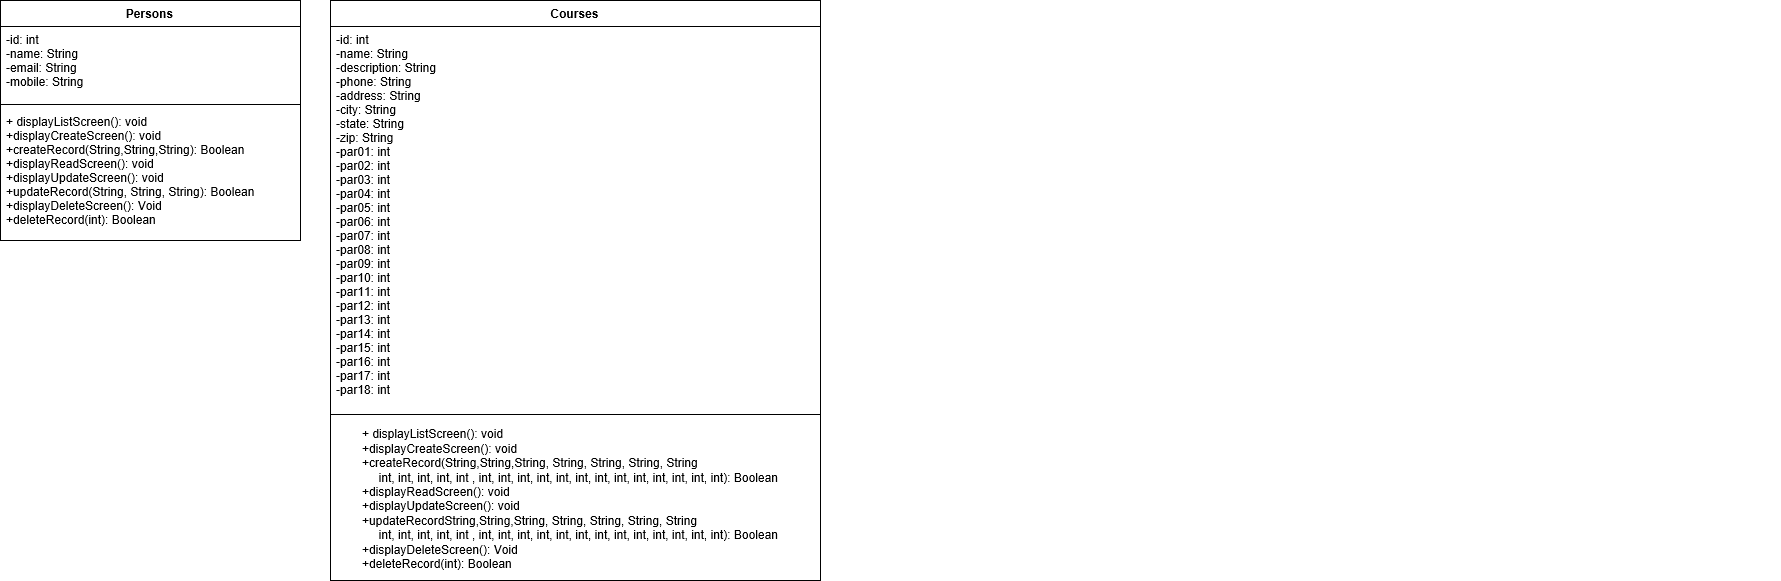 Persons
-id: int
-name: String
-email: String
-mobile: String
+ displayListScreen(): void
+displayCreateScreen(): void
+createRecord(String,String,String): Boolean
+displayReadScreen(): void
+displayUpdateScreen(): void
+updateRecord(String, String, String): Boolean
+displayDeleteScreen(): Void
+deleteRecord(int): Boolean
Courses
-id: int
-name: String
-description: String
-phone: String
-address: String
-city: String
-state: String
-zip: String
-par01: int
-par02: int
-par03: int
-par04: int
-par05: int
-par06: int
-par07: int
-par08: int
-par09: int
-par10: int
-par11: int
-par12: int
-par13: int
-par14: int
-par15: int
-par16: int
-par17: int
-par18: int
+ displayListScreen(): void
+displayCreateScreen(): void
+createRecord(String,String,String, String, String, String, String
int, int, int, int, int , int, int, int, int, int, int, int, int, int, int, int, int, int): Boolean
+displayReadScreen(): void
+displayUpdateScreen(): void
+updateRecordString,String,String, String, String, String, String
int, int, int, int, int , int, int, int, int, int, int, int, int, int, int, int, int, int): Boolean
+displayDeleteScreen(): Void
+deleteRecord(int): Boolean